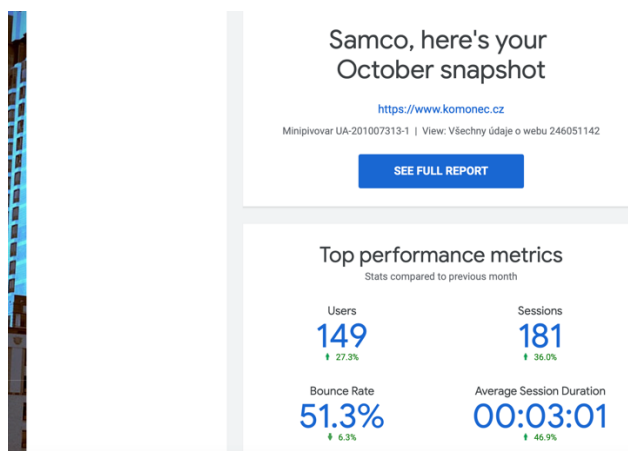 Samco, here's your
October snapshot
https://www.komonec.cz
Minipivovar UA-201007313-1 | View: Všechny údaje o webu 246051142
SEE FULL REPORT
Top performance metrics
Stats compared to previous month
Users
149
27.3%
Sessions
181
36.0%
Bounce Rate
51.3%
6.3%
Average Session Duration
00:03:01
46.9%